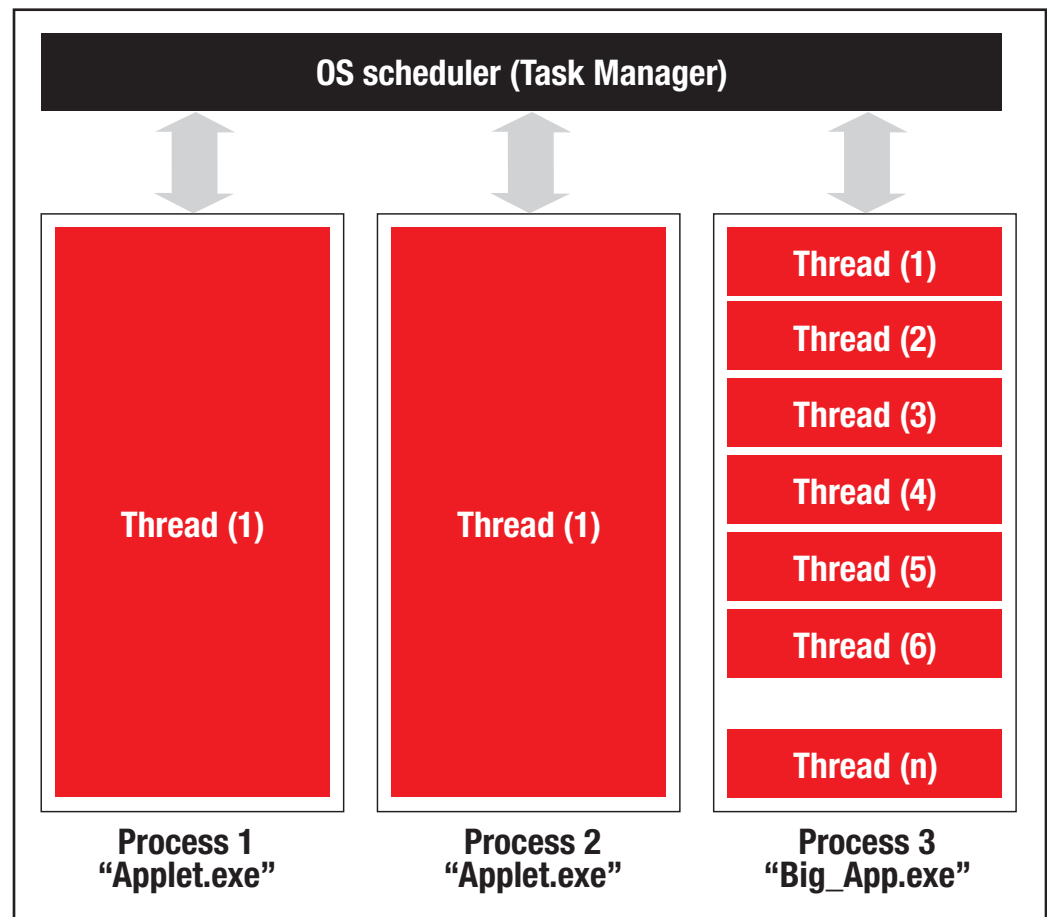 OS scheduler (Task Manager)
Thread (1)
Thread (1)
Thread (1)
Thread (2)
Thread (3)
Thread (4)
Thread (5)
Thread (6)
Thread (n)
Process 1
“Applet.exe”
Process 2
“Applet.exe”
Process 3
“Big_App.exe”